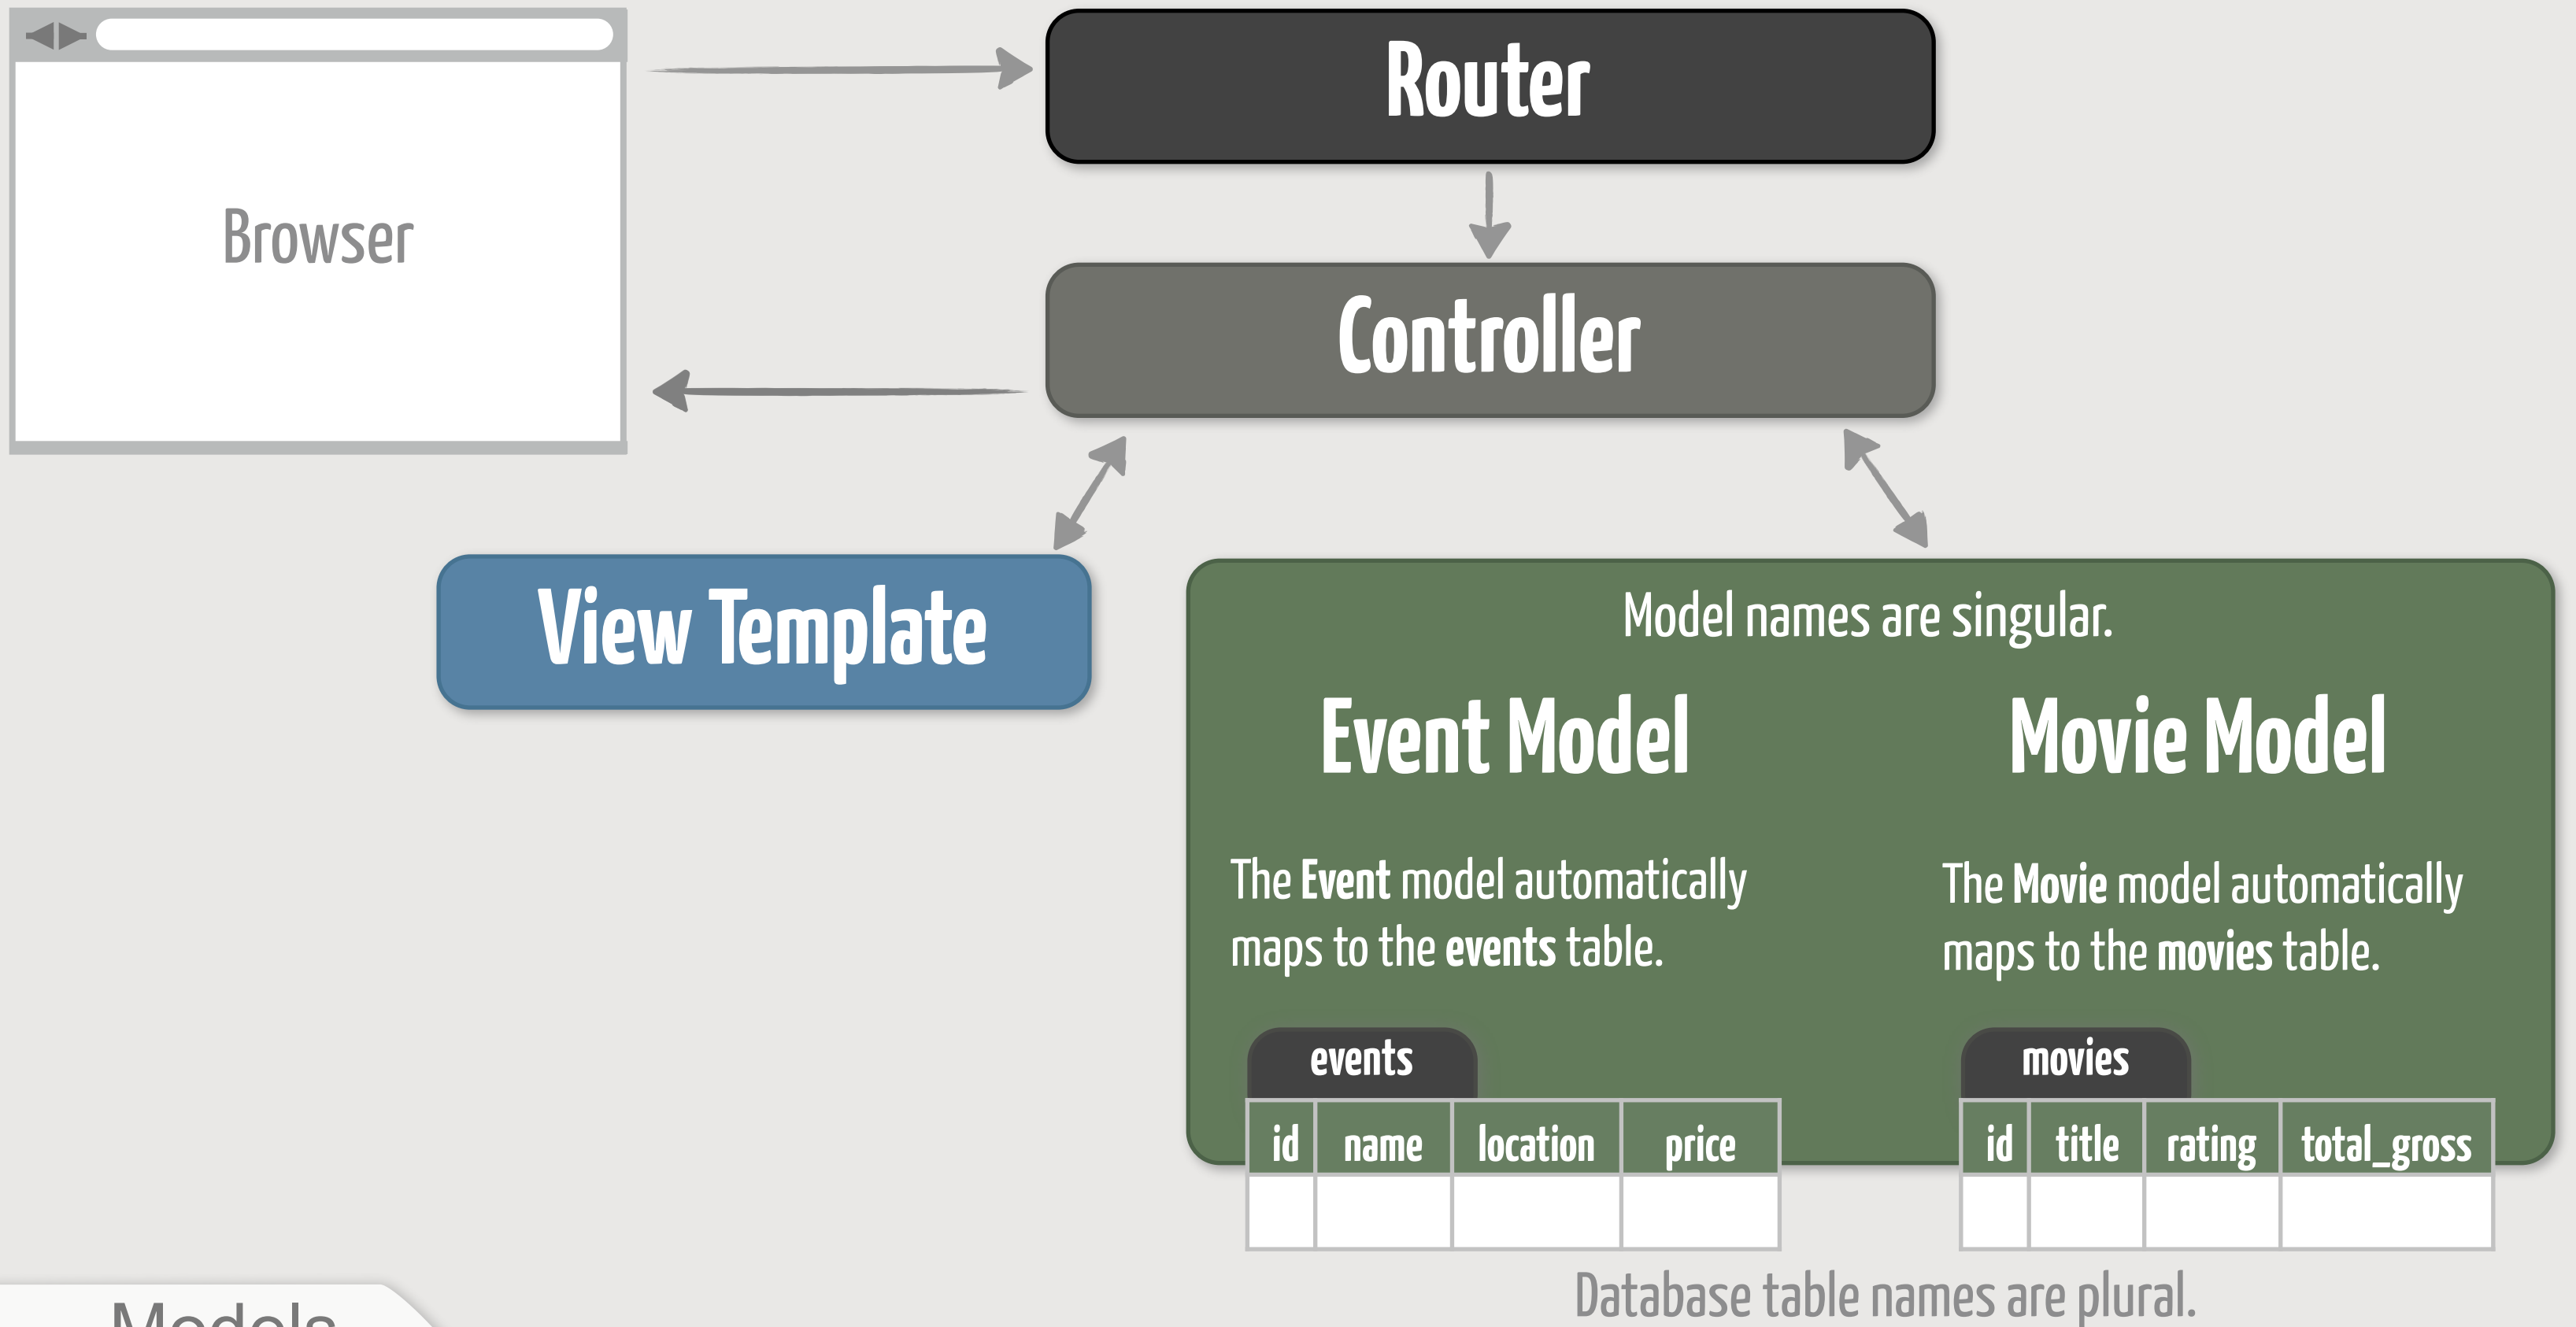 Browser
Router
Controller
View Template
Model names are singular.
Event Model
The Event model automatically
maps to the events table.
events
id name location price
Movie Model
The Movie model automatically
maps to the movies table.
movies
id title rating total_gross
Database table names are plural.
Models